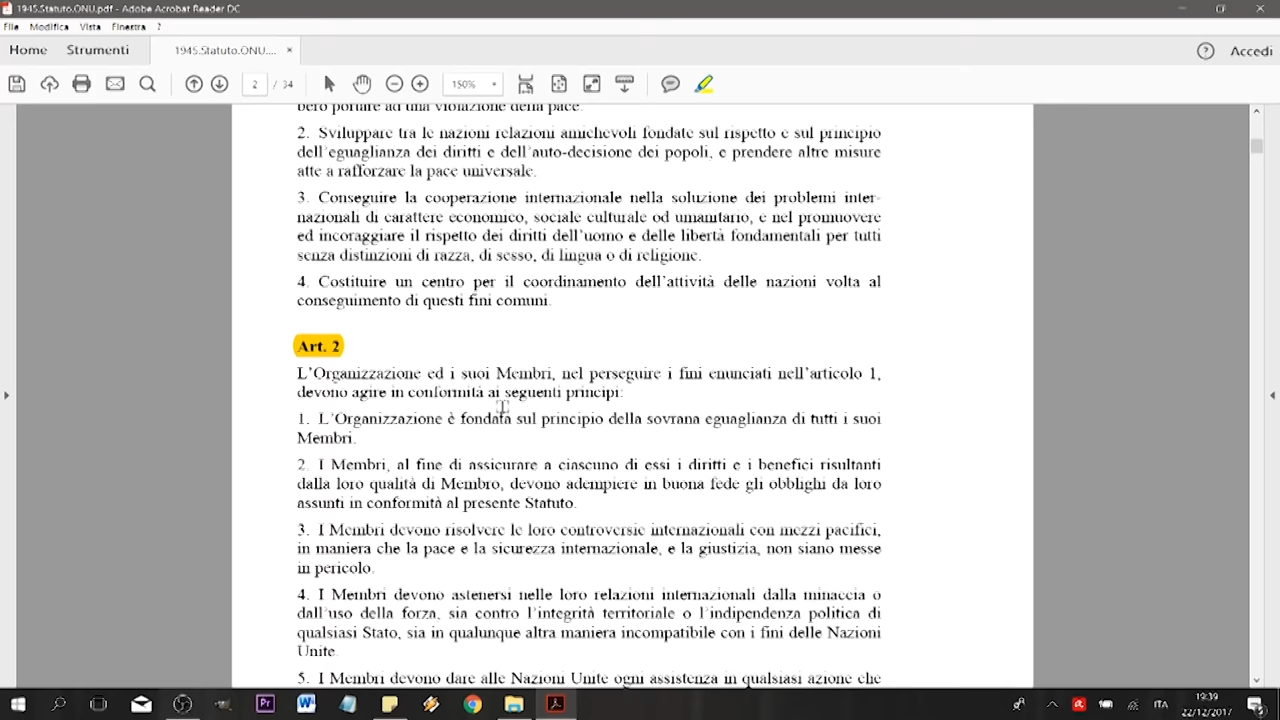 1945.Statuto.ONU.pdf - Adobe Acrobat Reader DC
File Modifica Vista Finestra ?
Home Strumenti 1945.Statuto.ONU.... × ? Accedi
2 / 34 150%
bero portare ad una violazione della pace.
2. Sviluppare tra le nazioni relazioni amichevoli fondate sul rispetto e sul principio
dell'eguaglianza dei diritti e dell'auto-decisione dei popoli, e prendere altre misure
atte a rafforzare la pace universale.
3. Conseguire la cooperazione internazionale nella soluzione dei problemi inter-
nazionali di carattere economico, sociale culturale od umanitario, e nel promuovere
ed incoraggiare il rispetto dei diritti dell'uomo e delle libertà fondamentali per tutti
senza distinzioni di razza, di sesso, di lingua o di religione.
4. Costituire un centro per il coordinamento dell'attività delle nazioni volta al
conseguimento di questi fini comuni.
Art. 2
L'Organizzazione ed i suoi Membri, nel perseguire i fini enunciati nell'articolo 1,
devono agire in conformità ai seguenti principi:
1. L'Organizzazione è fondata sul principio della sovrana eguaglianza di tutti i suoi
Membri.
2. I Membri, al fine di assicurare a ciascuno di essi i diritti e i benefici risultanti
dalla loro qualità di Membro, devono adempiere in buona fede gli obblighi da loro
assunti in conformità al presente Statuto.
3. I Membri devono risolvere le loro controversie internazionali con mezzi pacifici,
in maniera che la pace e la sicurezza internazionale, e la giustizia, non siano messe
in pericolo.
4. I Membri devono astenersi nelle loro relazioni internazionali dalla minaccia o
dall'uso della forza, sia contro l'integrità territoriale o l'indipendenza politica di
qualsiasi Stato, sia in qualunque altra maniera incompatibile con i fini delle Nazioni
Unite.
5. I Membri devono dare alle Nazioni Unite ogni assistenza in qualsiasi azione che
Pr W ITA 19:39
22/12/2017